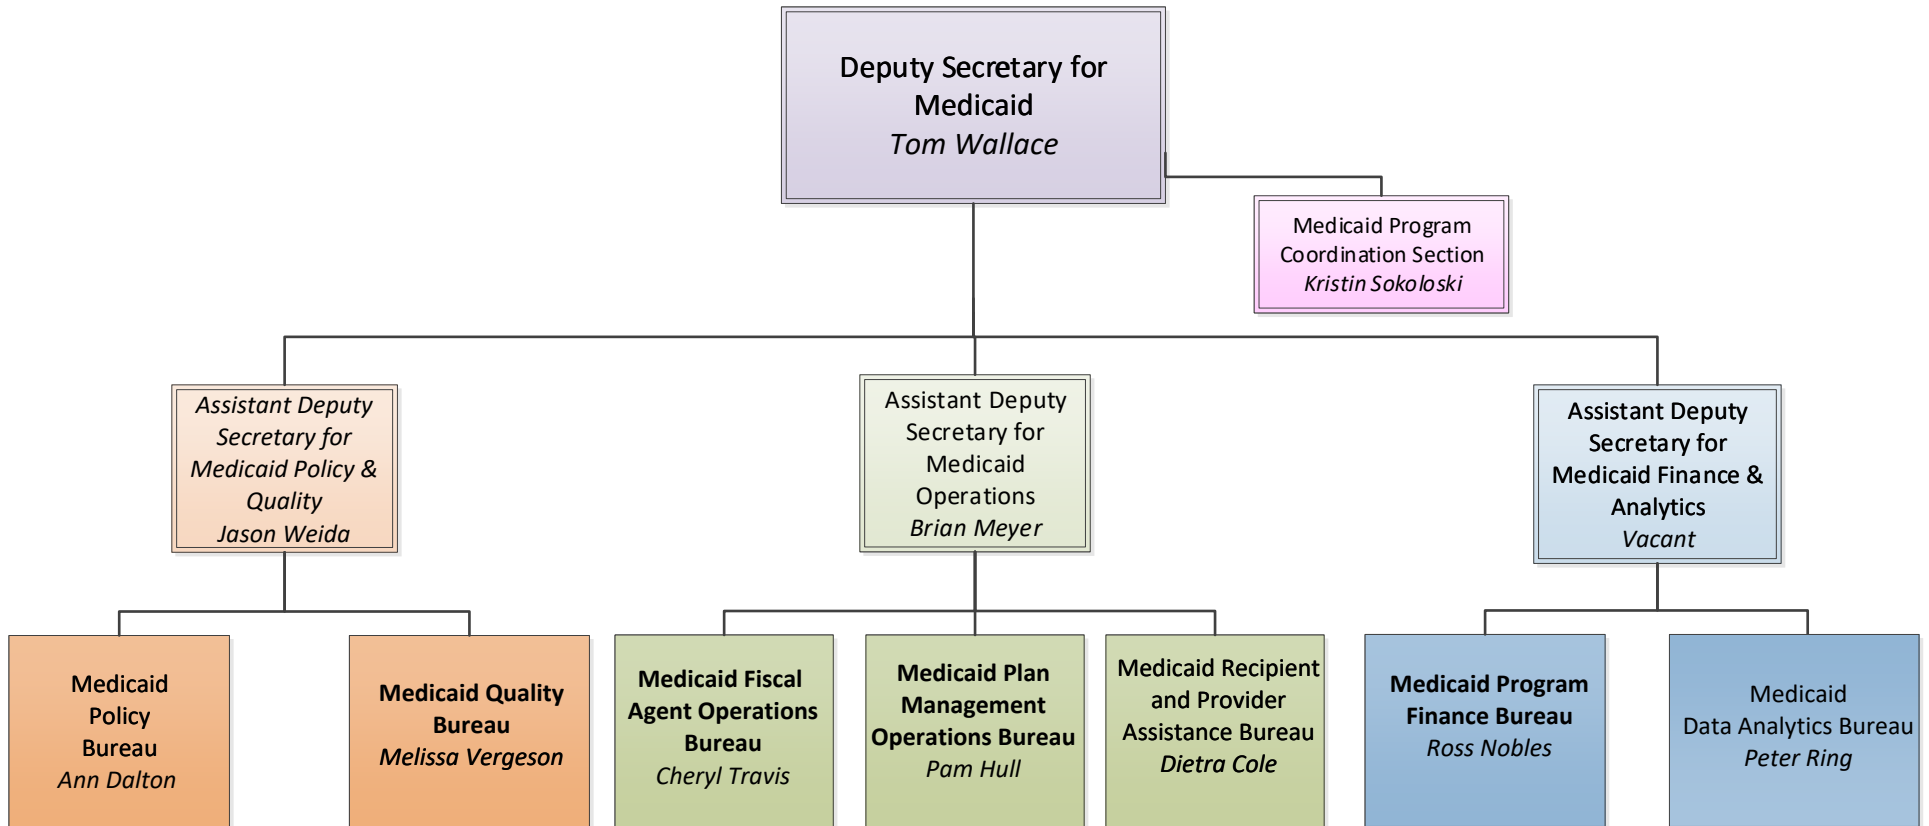 Deputy Secretary for
Medicaid
Tom Wallace
Medicaid Program
Coordination Section
Kristin Sokoloski
Assistant Deputy
Secretary for
Medicaid Policy &
Quality
Jason Weida
Assistant Deputy
Secretary for
Medicaid
Operations
Brian Meyer
Assistant Deputy
Secretary for
Medicaid Finance &
Analytics
Vacant
Medicaid
Policy
Bureau
Ann Dalton
Medicaid Quality
Bureau
Melissa Vergeson
Medicaid Fiscal
Agent Operations
Bureau
Cheryl Travis
Medicaid Plan
Management
Operations Bureau
Pam Hull
Medicaid Recipient
and Provider
Assistance Bureau
Dietra Cole
Medicaid Program
Finance Bureau
Ross Nobles
Medicaid
Data Analytics Bureau
Peter Ring